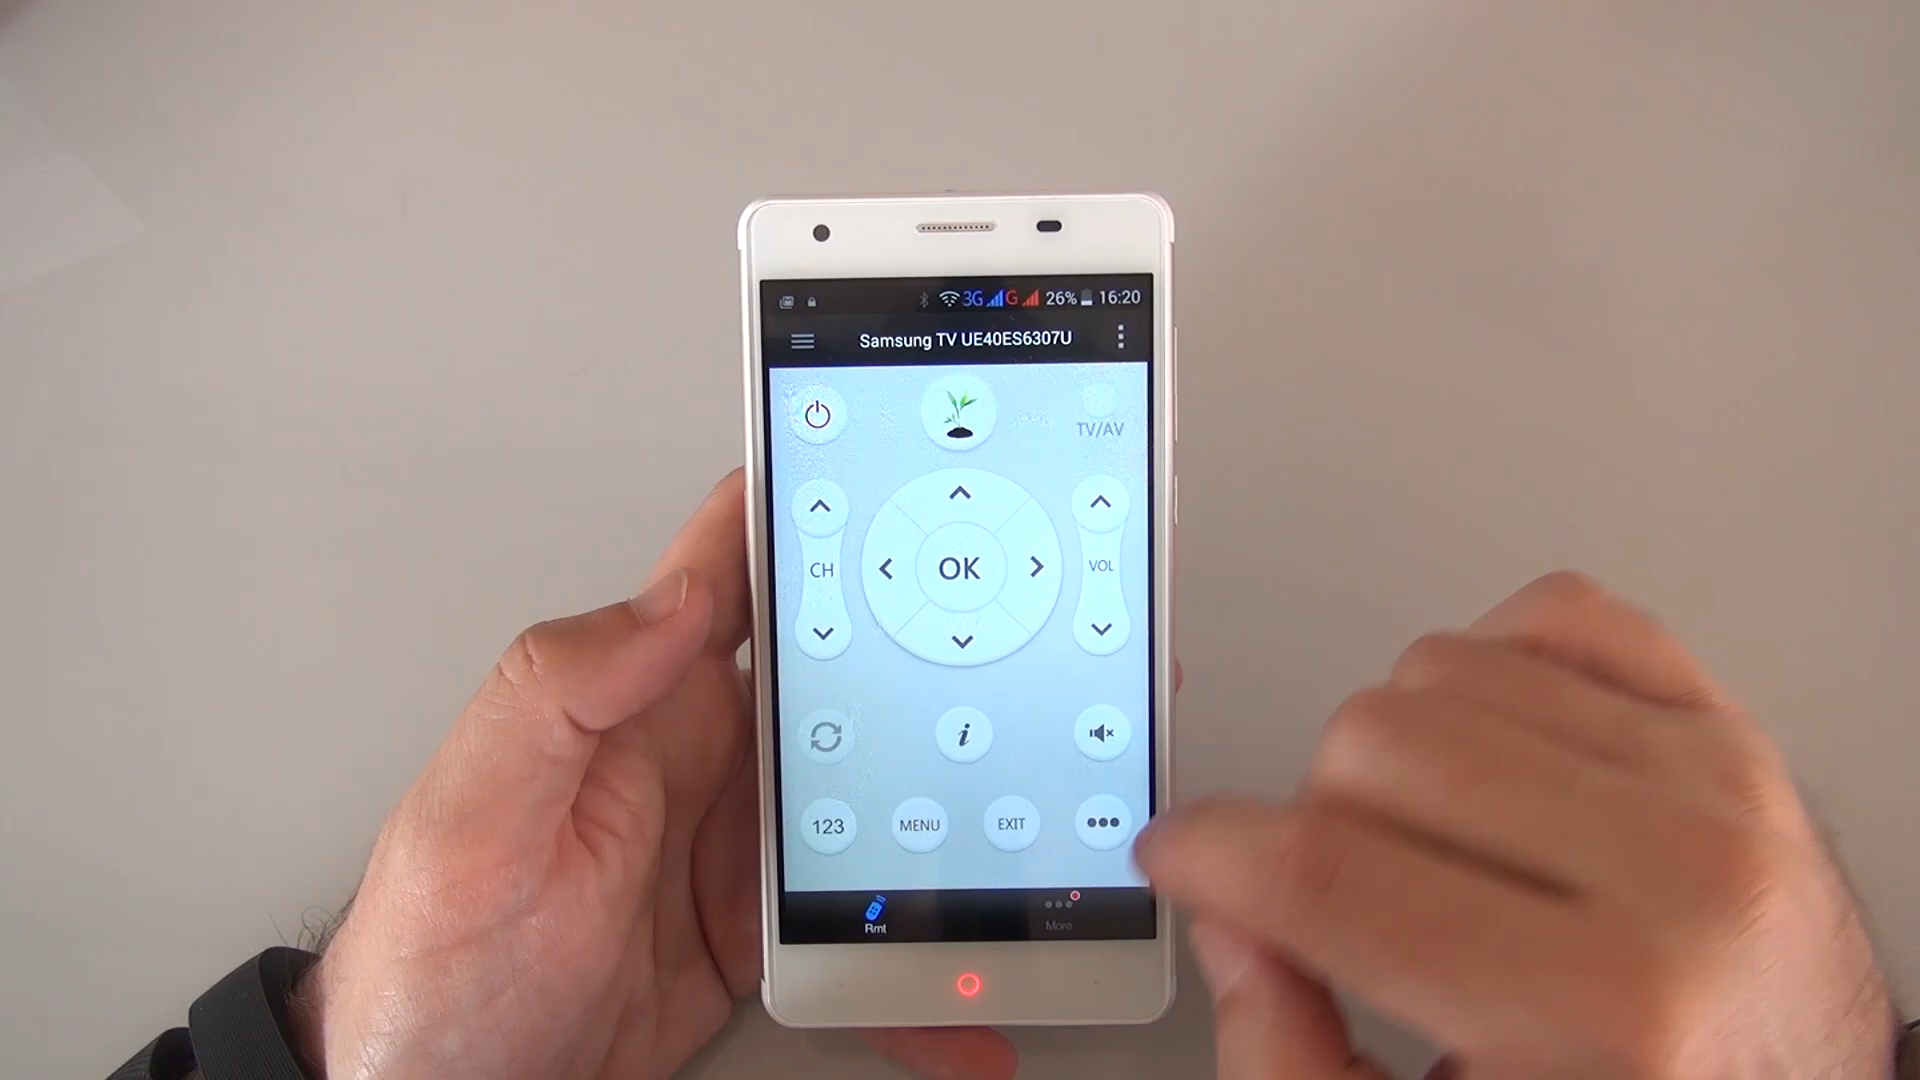 3G G 26% 16:20
Samsung TV UE40ES6307U
TV/AV
CH OK VOL
i
123 MENU EXIT
Rmt More